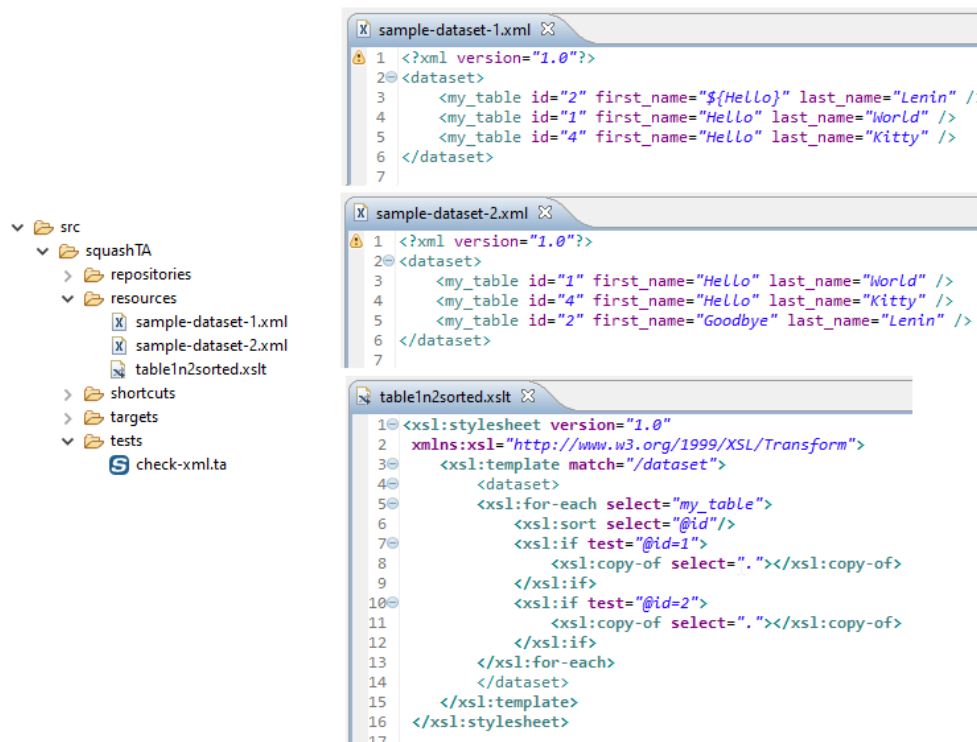 src
squashTA
repositories
resources
sample-dataset-1.xml
sample-dataset-2.xml
table1n2sorted.xslt
shortcuts
targets
tests
check-xml.ta
sample-dataset-1.xml
1 <?xml version="1.0"?>
2 <dataset>
3 <my_table id="2" first_name="${Hello}" last_name="Lenin" /
4 <my_table id="1" first_name="Hello" last_name="World" />
5 <my_table id="4" first_name="Hello" last_name="Kitty" />
6 </dataset>
7
sample-dataset-2.xml
1 <?xml version="1.0"?>
2 <dataset>
3 <my_table id="1" first_name="Hello" last_name="World" />
4 <my_table id="4" first_name="Hello" last_name="Kitty" />
5 <my_table id="2" first_name="Goodbye" last_name="Lenin" />
6 </dataset>
7
table1n2sorted.xslt
1 <xsl:stylesheet version="1.0"
2 xmlns:xsl="http://www.w3.org/1999/XSL/Transform">
3 <xsl:template match="/dataset">
4 <dataset>
5 <xsl:for-each select="my_table">
6 <xsl:sort select="@id"/>
7 <xsl:if test="@id=1">
8 <xsl:copy-of select="."></xsl:copy-of>
9 </xsl:if>
10 <xsl:if test="@id=2">
11 <xsl:copy-of select="."></xsl:copy-of>
12 </xsl:if>
13 </xsl:for-each>
14 </dataset>
15 </xsl:template>
16 </xsl:stylesheet>
17